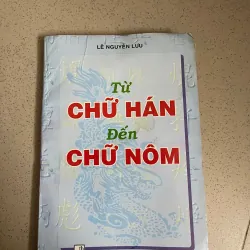 LÊ NGUYỄN LƯU
Từ
CHỮ HÁN
Đến
CHỮ NÔM